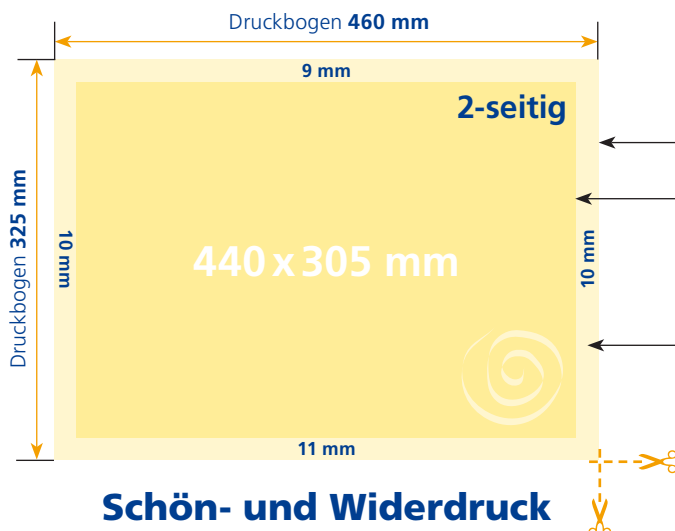 Druckbogen 460 mm
9 mm
2-seitig
Druckbogen 325 mm
10 mm
440 x 305 mm
10 mm
11 mm
Schön- und Widerdruck